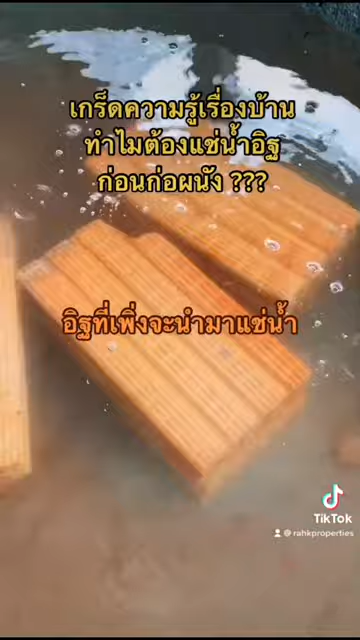 เกร็ดความรู้เรื่องบ้าน
ทำไมต้องแช่น้ำอิฐ
ก่อนก่อผนัง ???
อิฐที่เพิ่งจะนำมาแช่น้ำ
TikTok
@rahkproperties